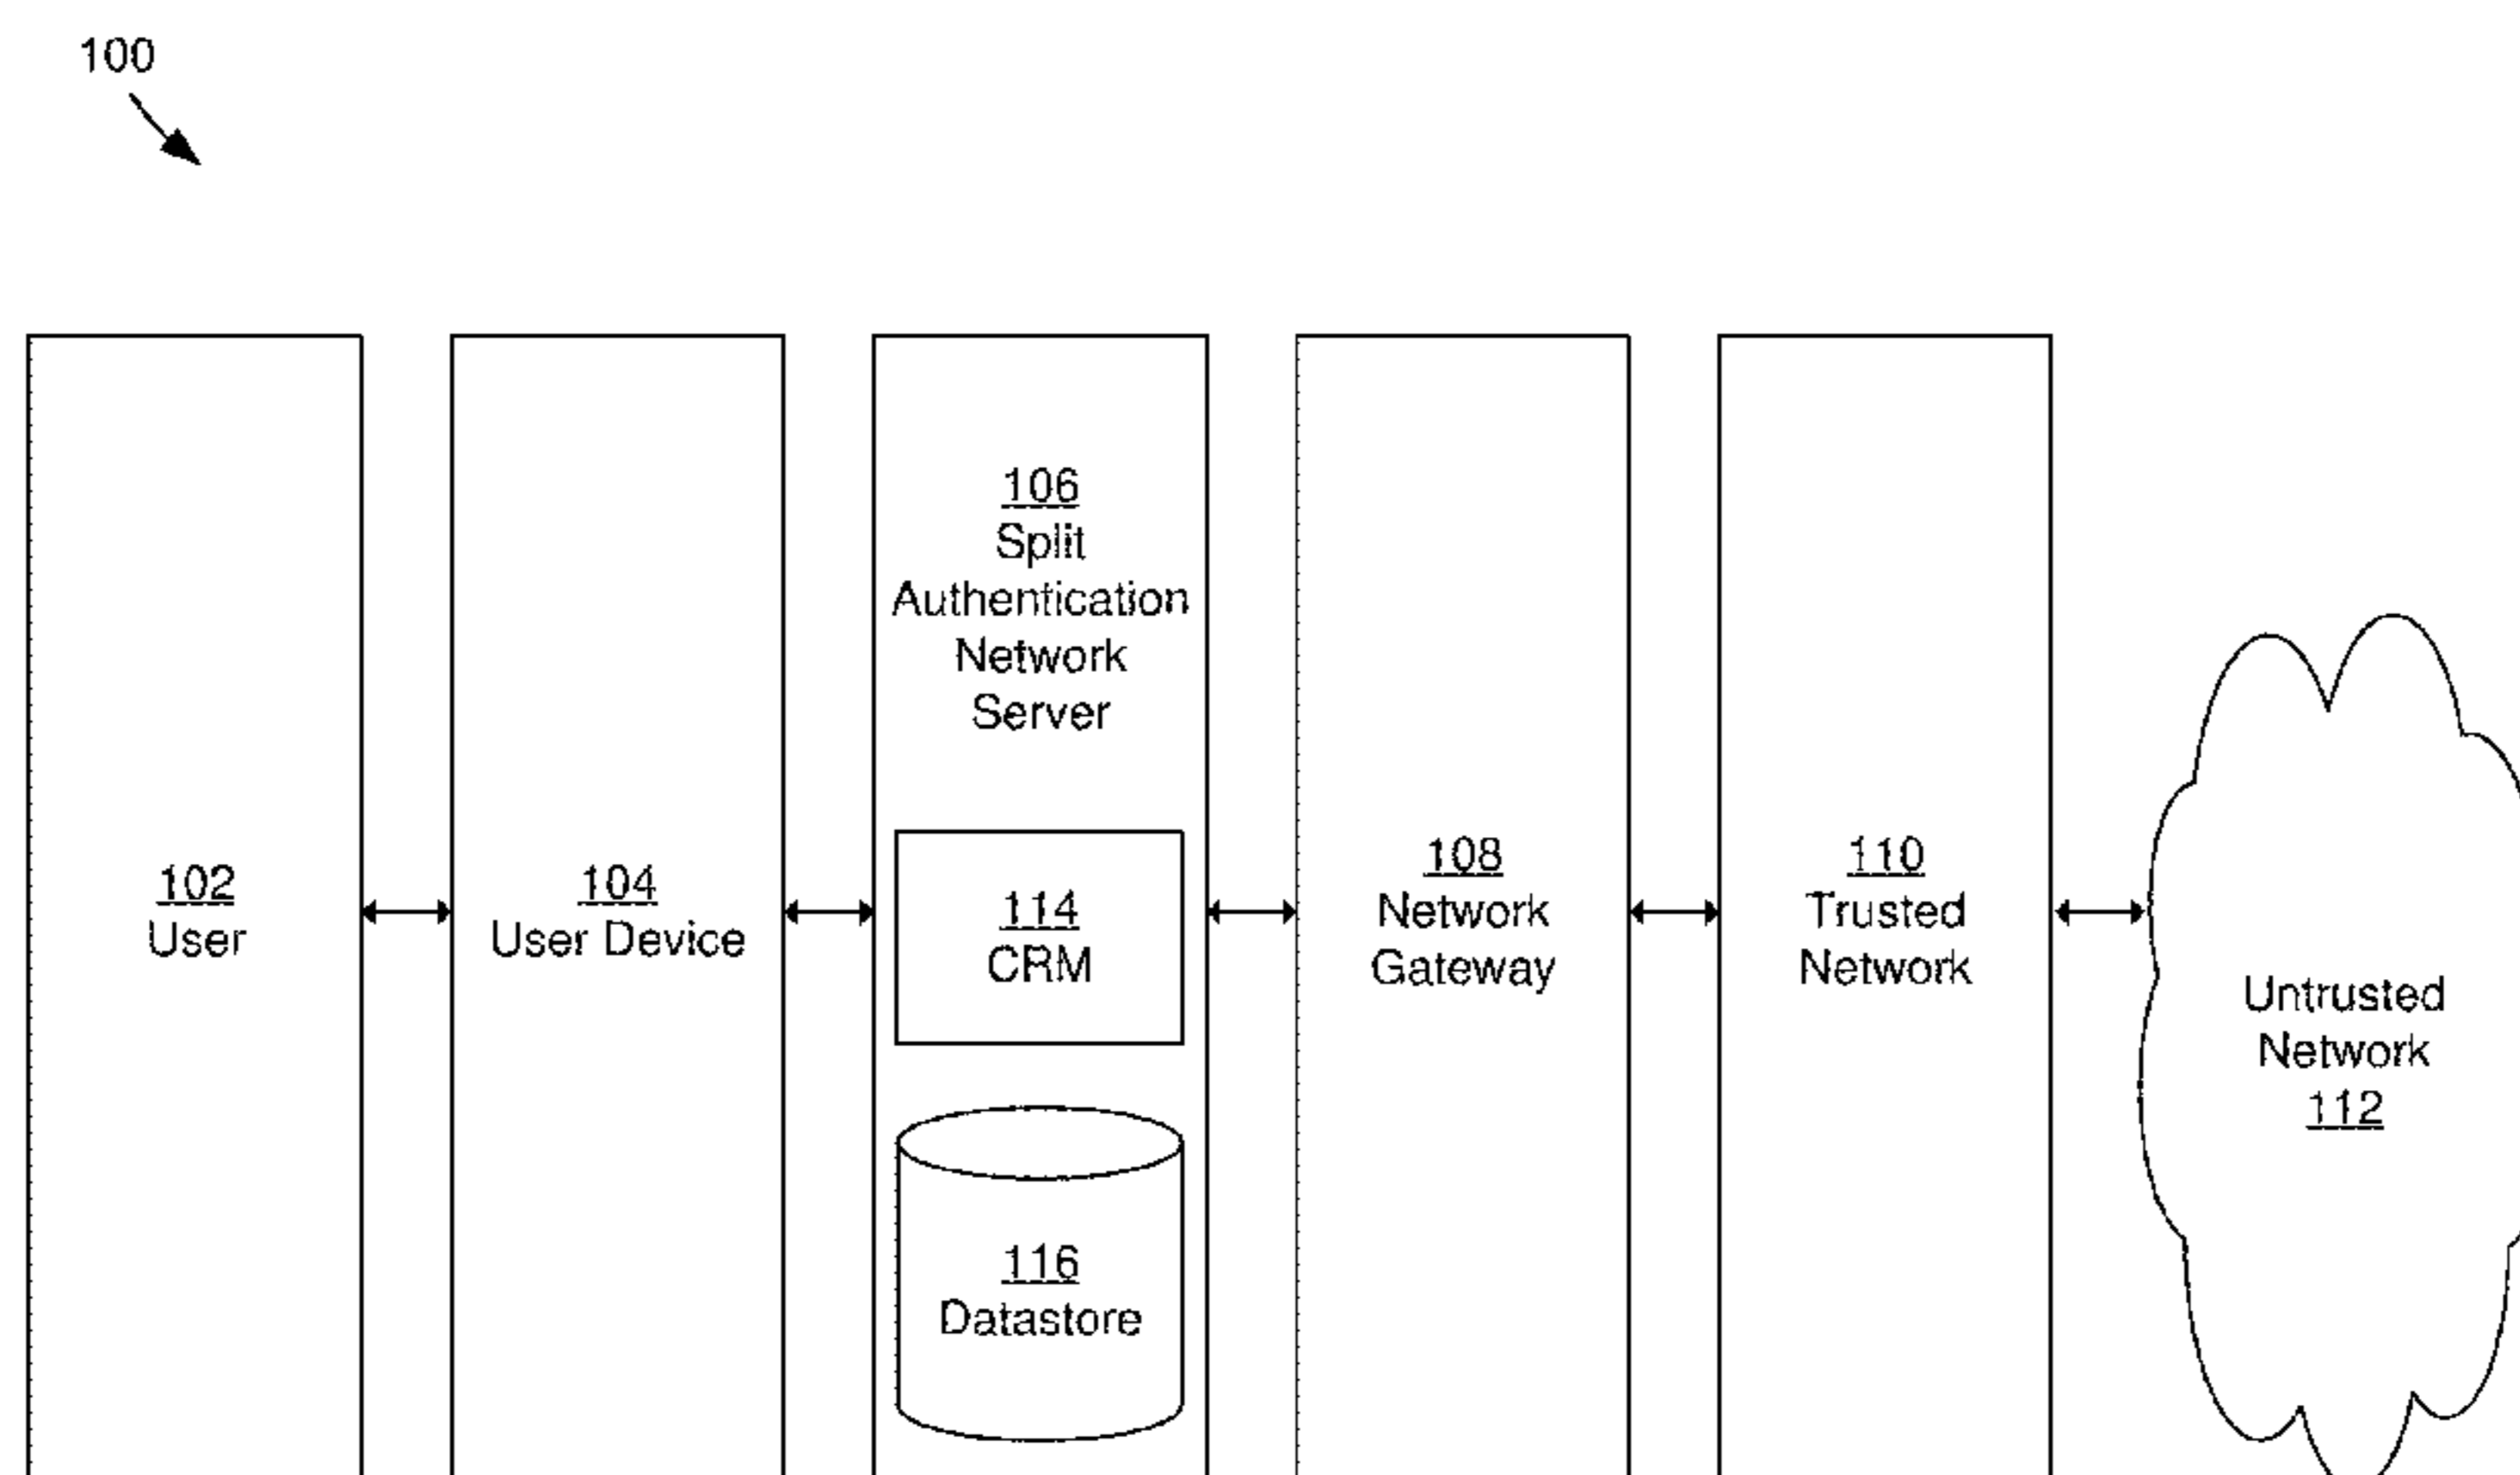 100
102
User
104
User Device
106
Split
Authentication
Network
Server
114
CRM
116
Datastore
108
Network
Gateway
110
Trusted
Network
Untrusted
Network
112